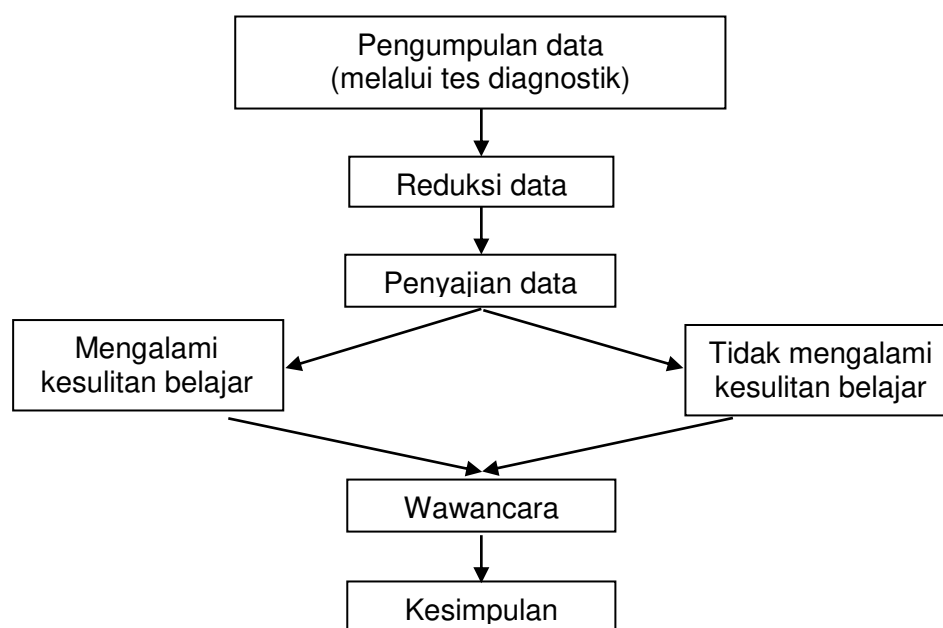 Pengumpulan data
(melalui tes diagnostik)
Reduksi data
Penyajian data
Mengalami
kesulitan belajar
Tidak mengalami
kesulitan belajar
Wawancara
Kesimpulan